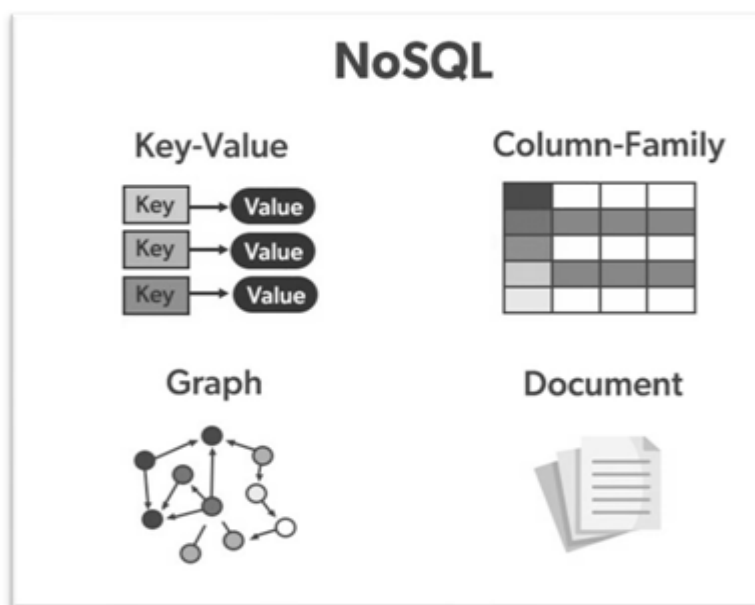 NoSQL
Key-Value
Key Value
Key Value
Key Value
Column-Family
Graph
Document